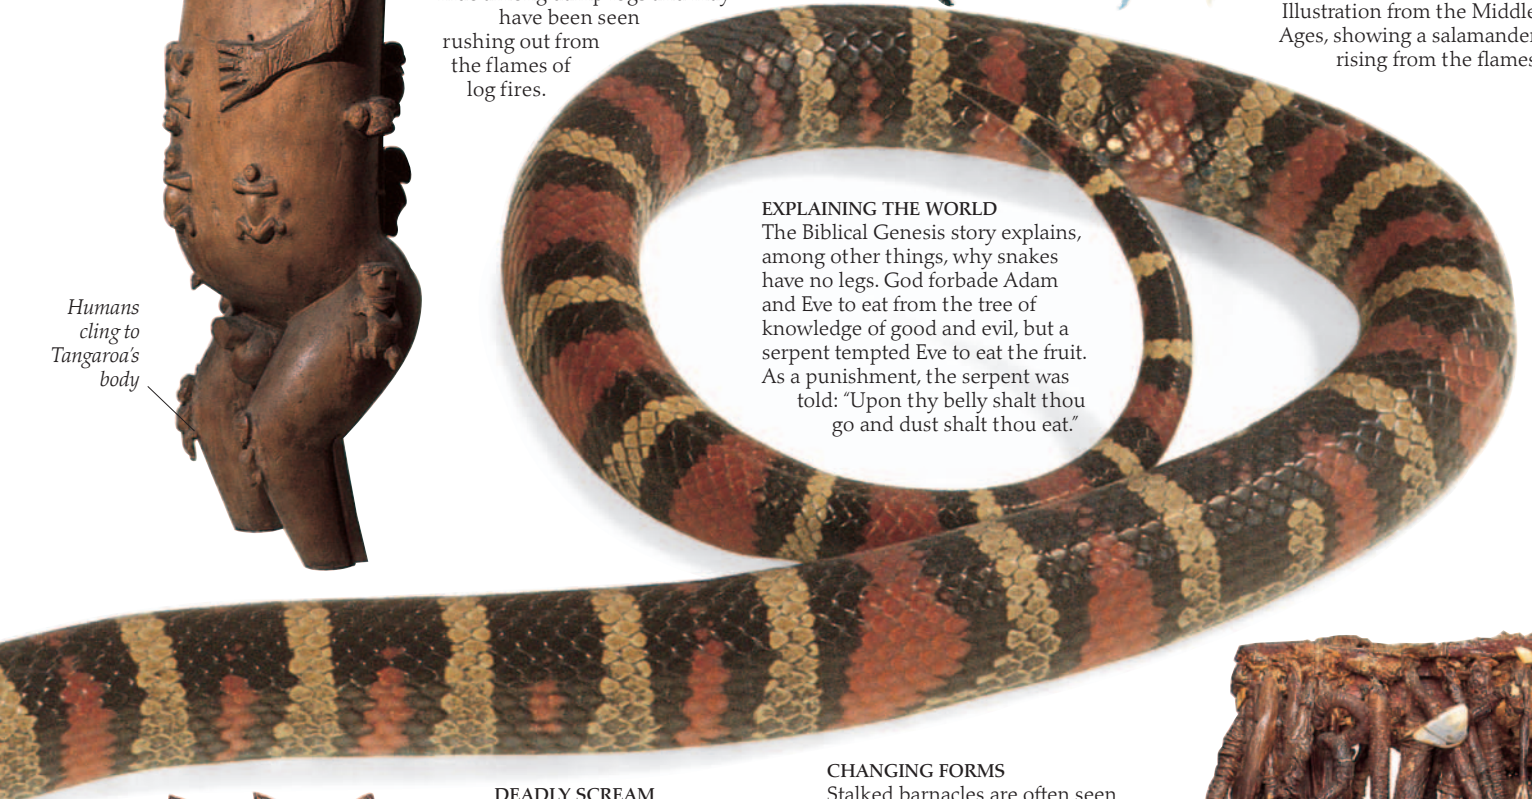 have been seen
rushing out from
the flames of
log fires.
Illustration from the Middle
Ages, showing a salamander
rising from the flames
EXPLAINING THE WORLD
The Biblical Genesis story explains,
among other things, why snakes
have no legs. God forbade Adam
and Eve to eat from the tree of
knowledge of good and evil, but a
serpent tempted Eve to eat the fruit.
As a punishment, the serpent was
told: “Upon thy belly shalt thou
go and dust shalt thou eat.”
Humans
cling to
Tangaroa's
body
DEADLY SCREAM
CHANGING FORMS
Stalked barnacles are often seen